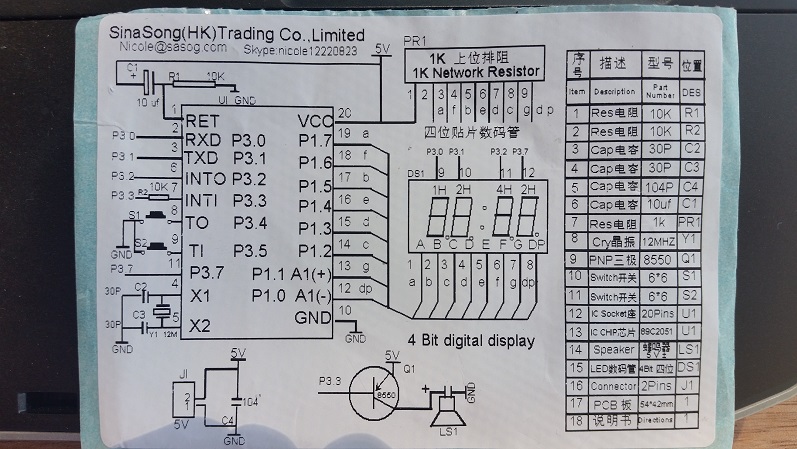 SinaSong(HK)Trading Co.,Limited
Nicole@sasog.com Skype:nicole12220823
C1
+
10 uf
R1
10K
UI GND
5V
PR1
1K 上位排阻
1K Network Resistor
1 2 3 4 5 6 7 8 9
a f b e d c g dp
P3.0 2
P3.1 3
P3.2 6
P3.3 R2 10K 7
S1 8
S2 9
GND
P3.7 11
30P C2 4
C3 5
30P
Y1 12M
GND
1 RET VCC 20
RXD P3.0 P1.7 19 a
TXD P3.1 P1.6 18 f
INTO P3.2 P1.5 17 b
INTI P3.3 P1.4 16 e
TO P3.4 P1.3 15 d
TI P3.5 P1.2 14 c
P3.7 P1.1 A1(+) 13 g
X1 P1.0 A1(-) 12 dp
X2 GND 10
GND
四位贴片数码管
P3.0 P3.1 P3.2 P3.7
DS1 9 10 11 12
1H 2H 4H 2H
A B C D E F G DP
1 2 3 4 5 6 7 8
a b c d e f g dp
4 Bit digital display
J1
1
2
5V
5V
C4 104
GND
P3.3
8550
5V
Q1
+
GND
LS1
序号 描述 型号 位置
Item Description Part Number DES
1 Res电阻 10K R1
2 Res电阻 10K R2
3 Cap电容 30P C2
4 Cap电容 30P C3
5 Cap电容 104P C4
6 Cap电容 10uf C1
7 Res电阻 1k PR1
8 Cry晶振 12MHZ Y1
9 PNP三极 8550 Q1
10 Switch开关 6*6 S1
11 Switch开关 6*6 S2
12 IC Socket座 20Pins U1
13 IC CHIP芯片 89C2051 U1
14 Speaker 蜂鸣器 LS1
15 LED数码管 4Bit 四位 DS1
16 Connector 2Pins J1
17 PCB板 54*42mm 1
18 说明书 Directions 1